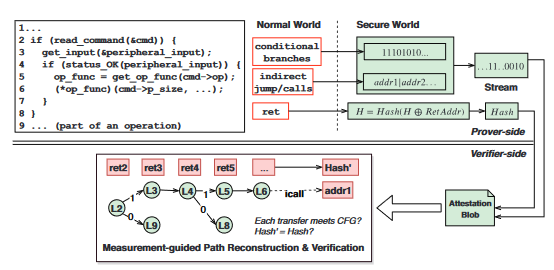 1...
2 if (read_command(&cmd)) {
3 get_input(&peripheral_input);
4 if (status_OK(peripheral_input)) {
5 op_func = get_op_func(cmd->op);
6 (*op_func)(cmd->p_size, ...);
7 }
8 }
9 ... (part of an operation)
Normal World
Secure World
conditional
branches
11101010...
indirect
jump/calls
addr1|addr2...
...11..0010
Stream
ret
H = Hash(H ⊕ RetAddr)
Hash
Prover-side
Verifier-side
ret2
ret3
ret4
ret5
...
Hash'
L2
1
L3
L4
1
L5
L6
icall
addr1
0
L9
0
L8
Each transfer meets CFG?
Hash' = Hash?
Measurement-guided Path Reconstruction & Verification
Attestation
Blob